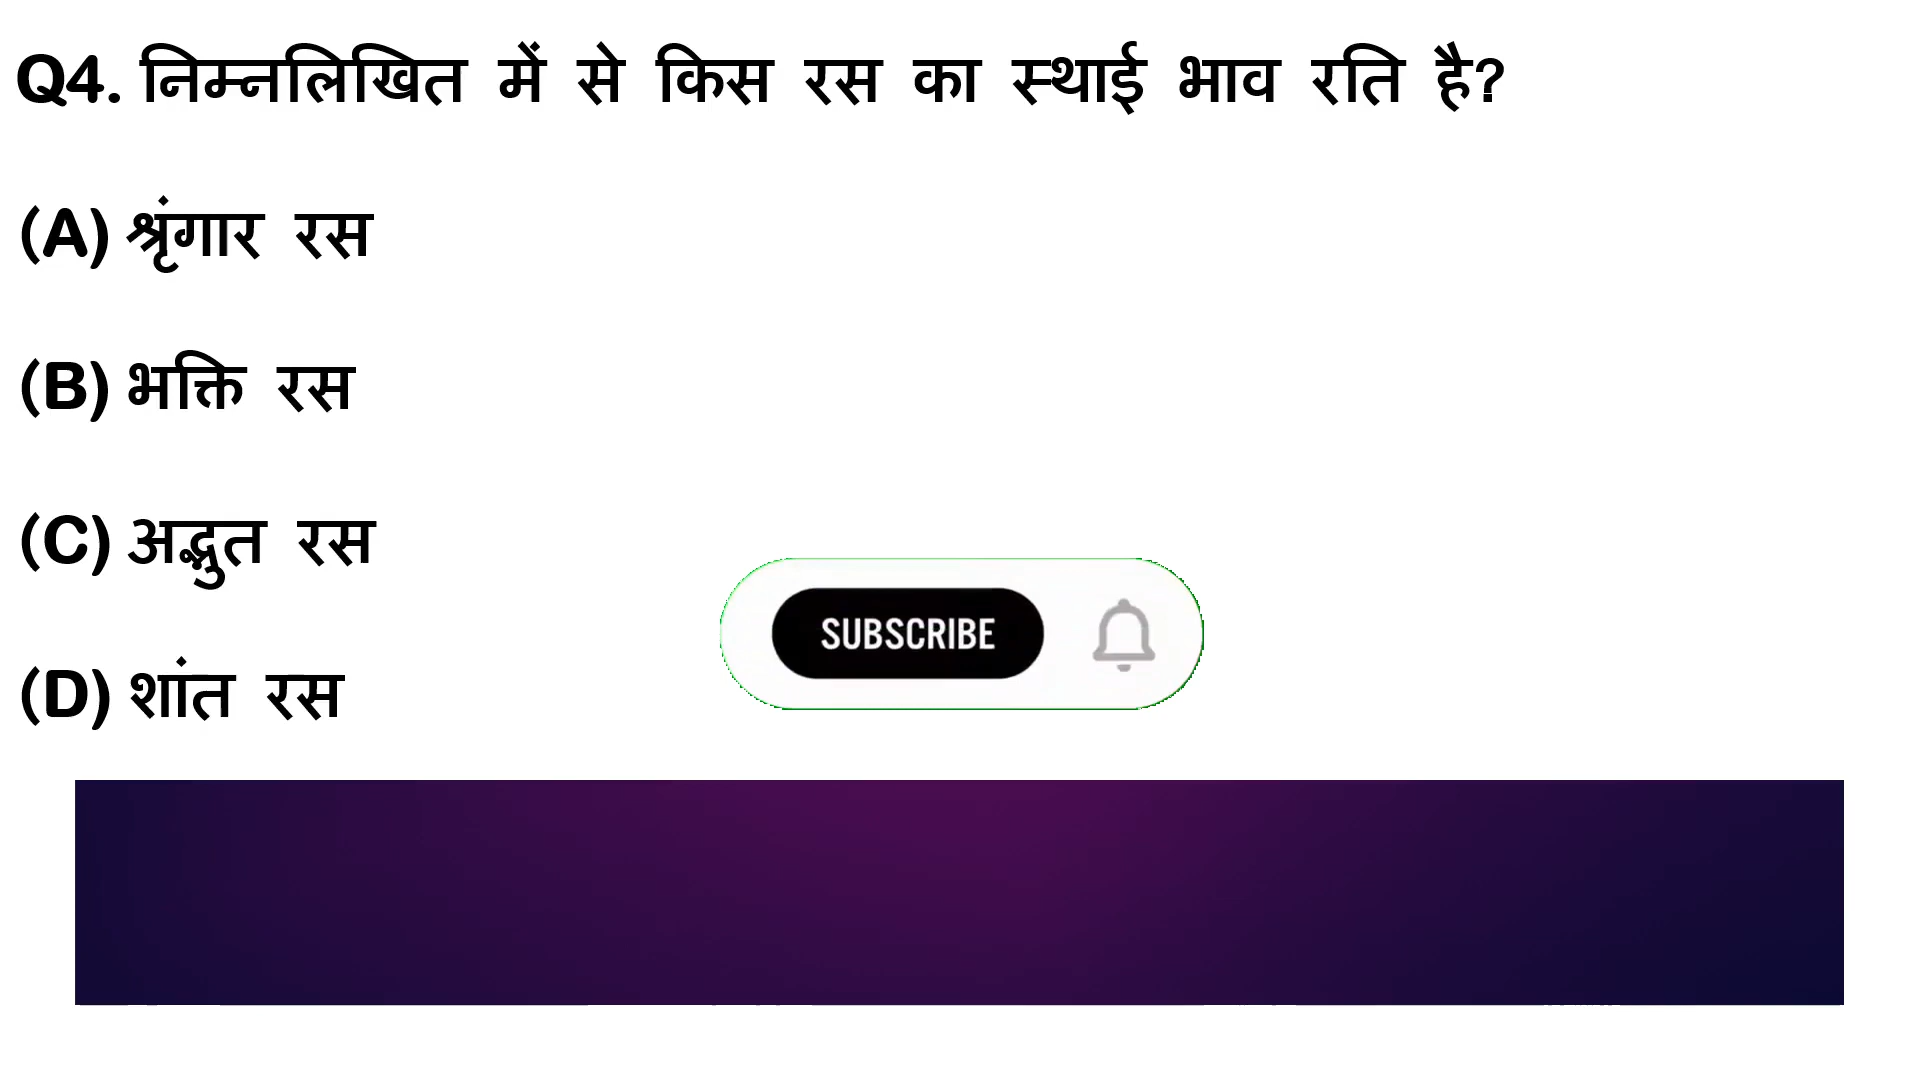 Q4. निम्नलिखित में से किस रस का स्थाई भाव रति है?
(A) श्रृंगार रस
(B) भक्ति रस
(C) अद्भुत रस
(D) शांत रस
SUBSCRIBE